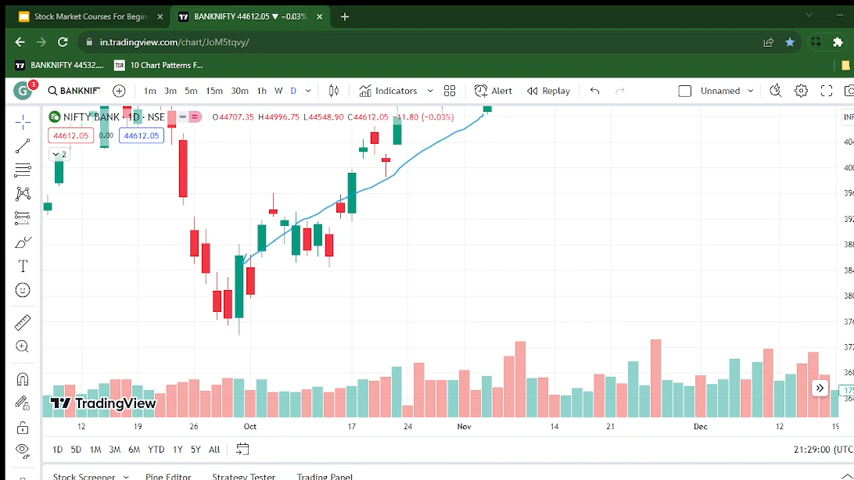 Stock Market Courses For Begin
BANKNIFTY 44612.05 ▼ −0.03%
in.tradingview.com/chart/JoM5tqvy/
BANKNIFTY 44532....
TSR 10 Chart Patterns F...
G 3 BANKNIF 1m 3m 5m 15m 30m 1h W D Indicators Alert Replay Unnamed
NIFTY BANK · 1D · NSE O44707.35 H44996.75 L44548.90 C44612.05 −11.80 (−0.03%)
44612.05 0.00 44612.05
2
T
TradingView
12 19 26 Oct 17 24 Nov 14 21 Dec 12 19
1D 5D 1M 3M 6M YTD 1Y 5Y All 21:29:00 (UTC
Stock Screener Pine Editor Strategy Tester Trading Panel